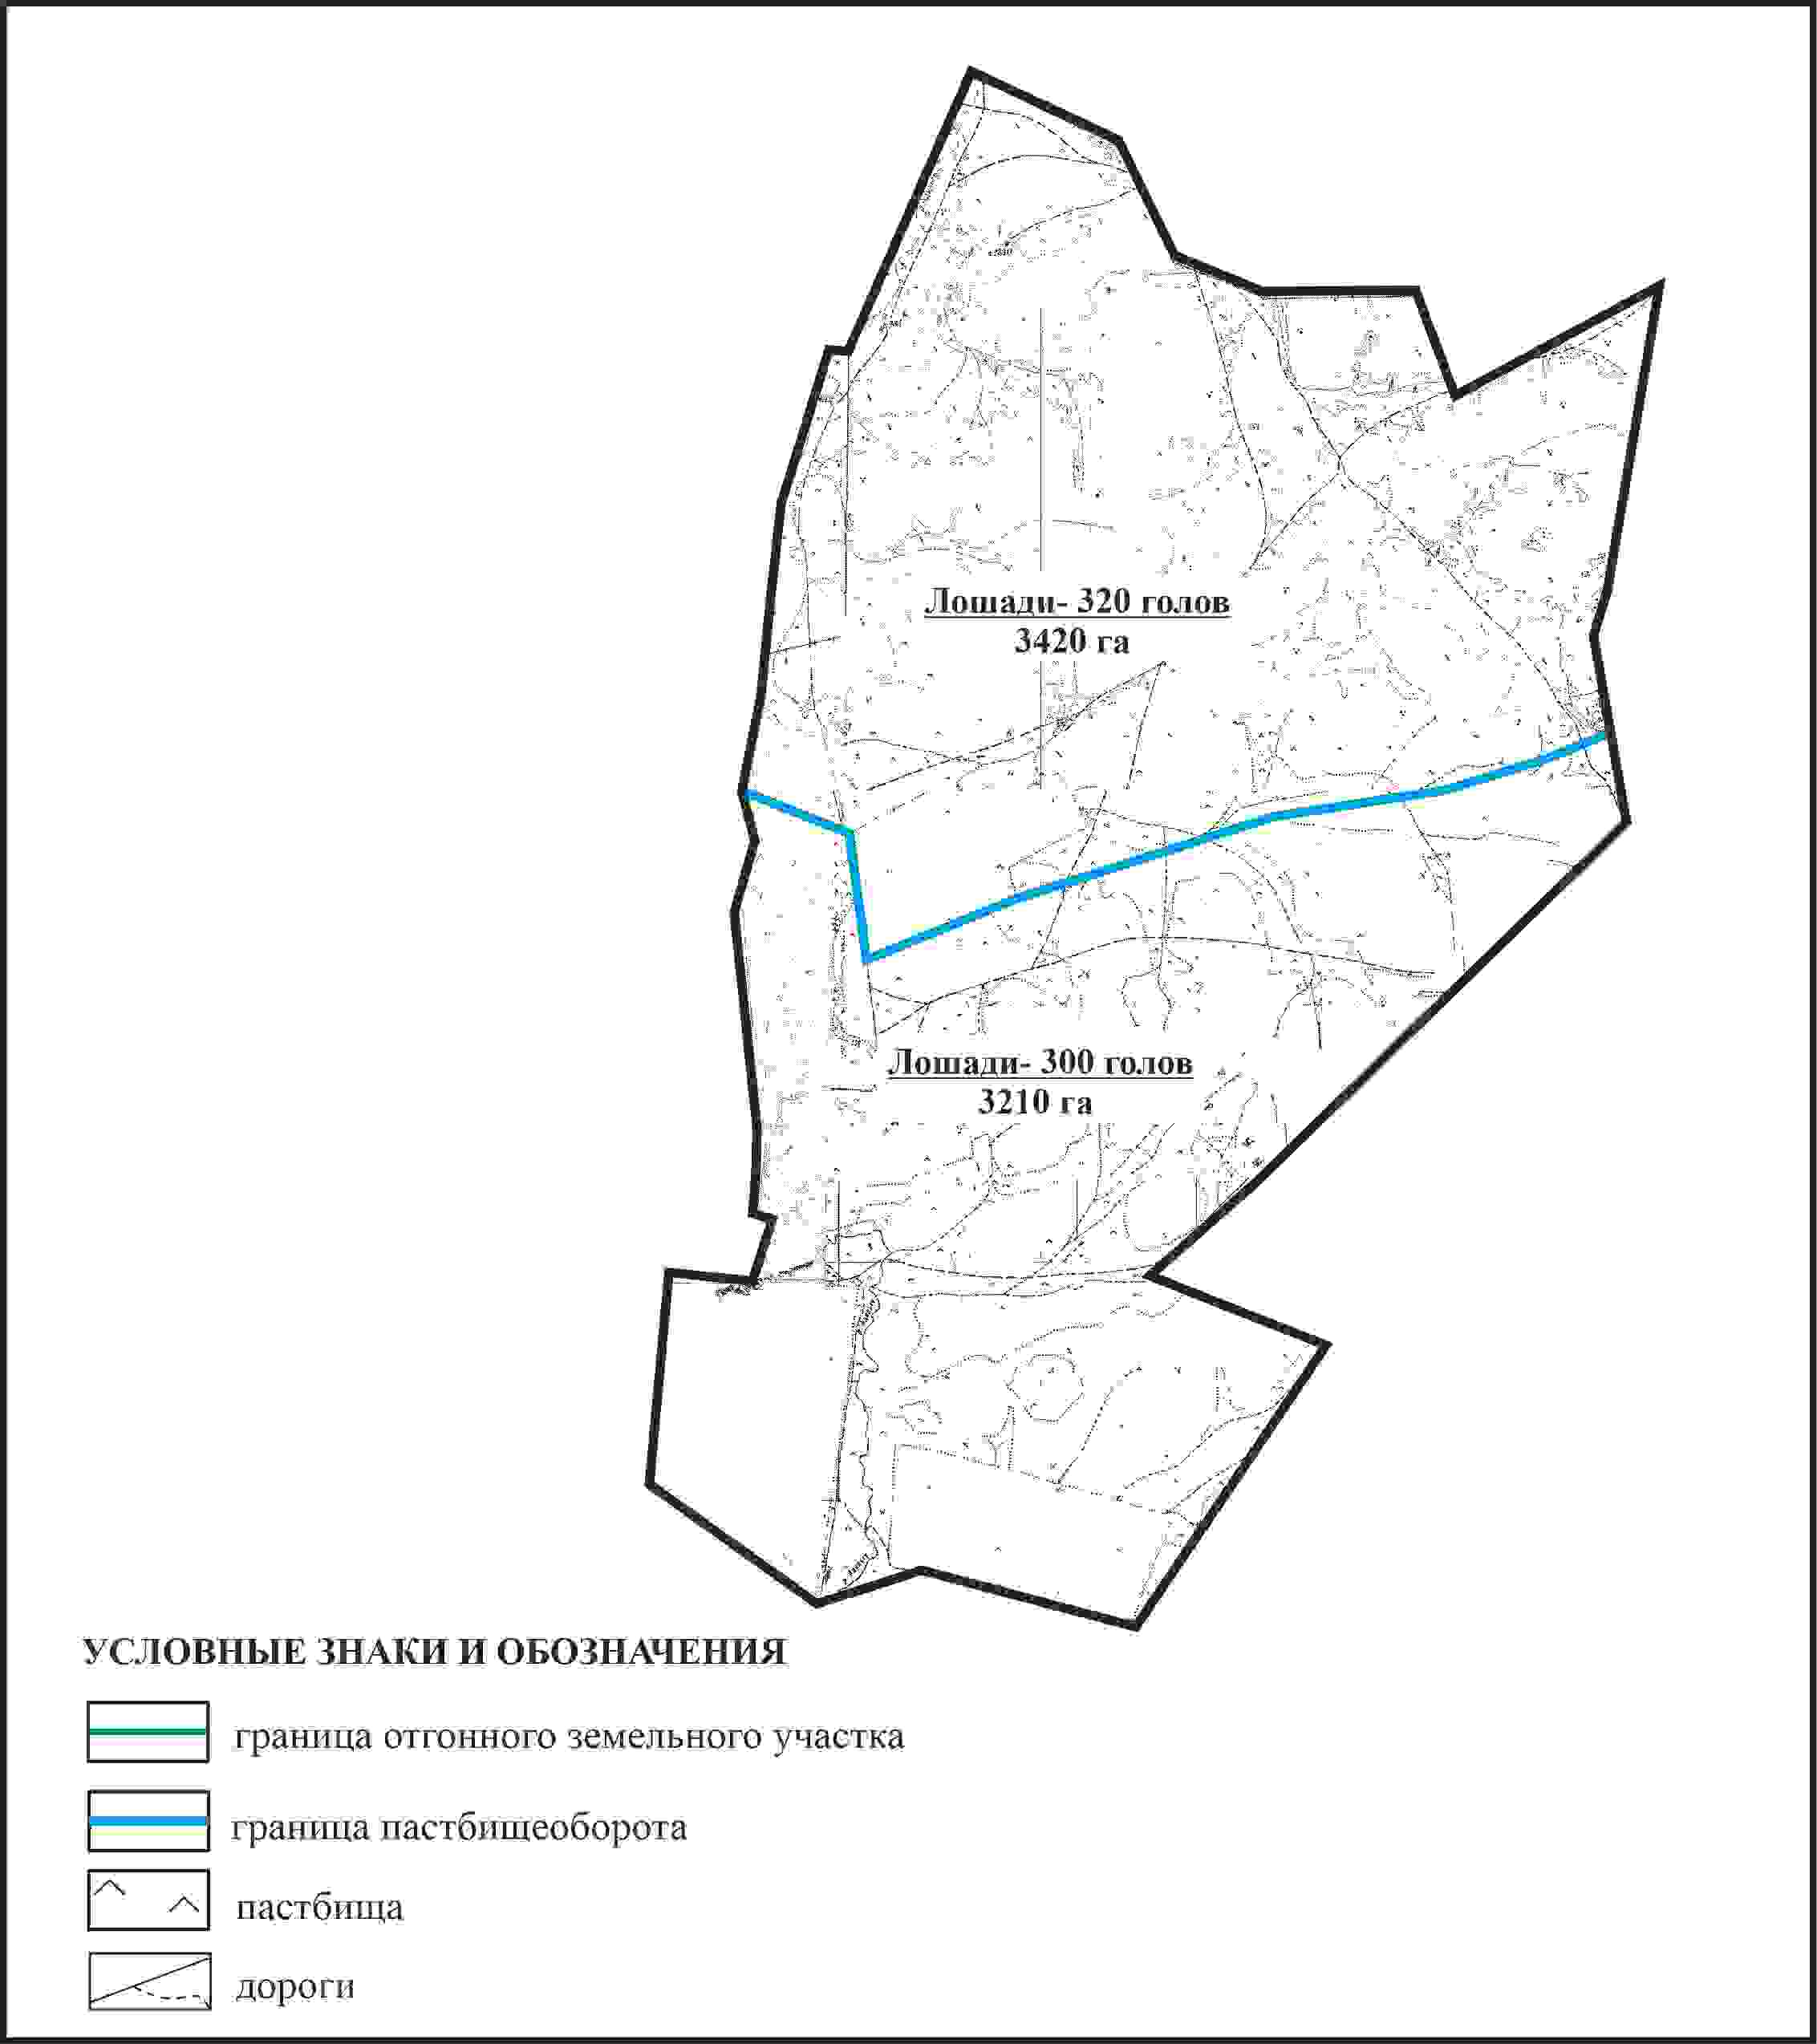 Лошади- 320 голов
3420 га
Лошади- 300 голов
3210 га
УСЛОВНЫЕ ЗНАКИ И ОБОЗНАЧЕНИЯ
граница отгонного земельного участка
граница пастбищеоборота
пастбища
дороги